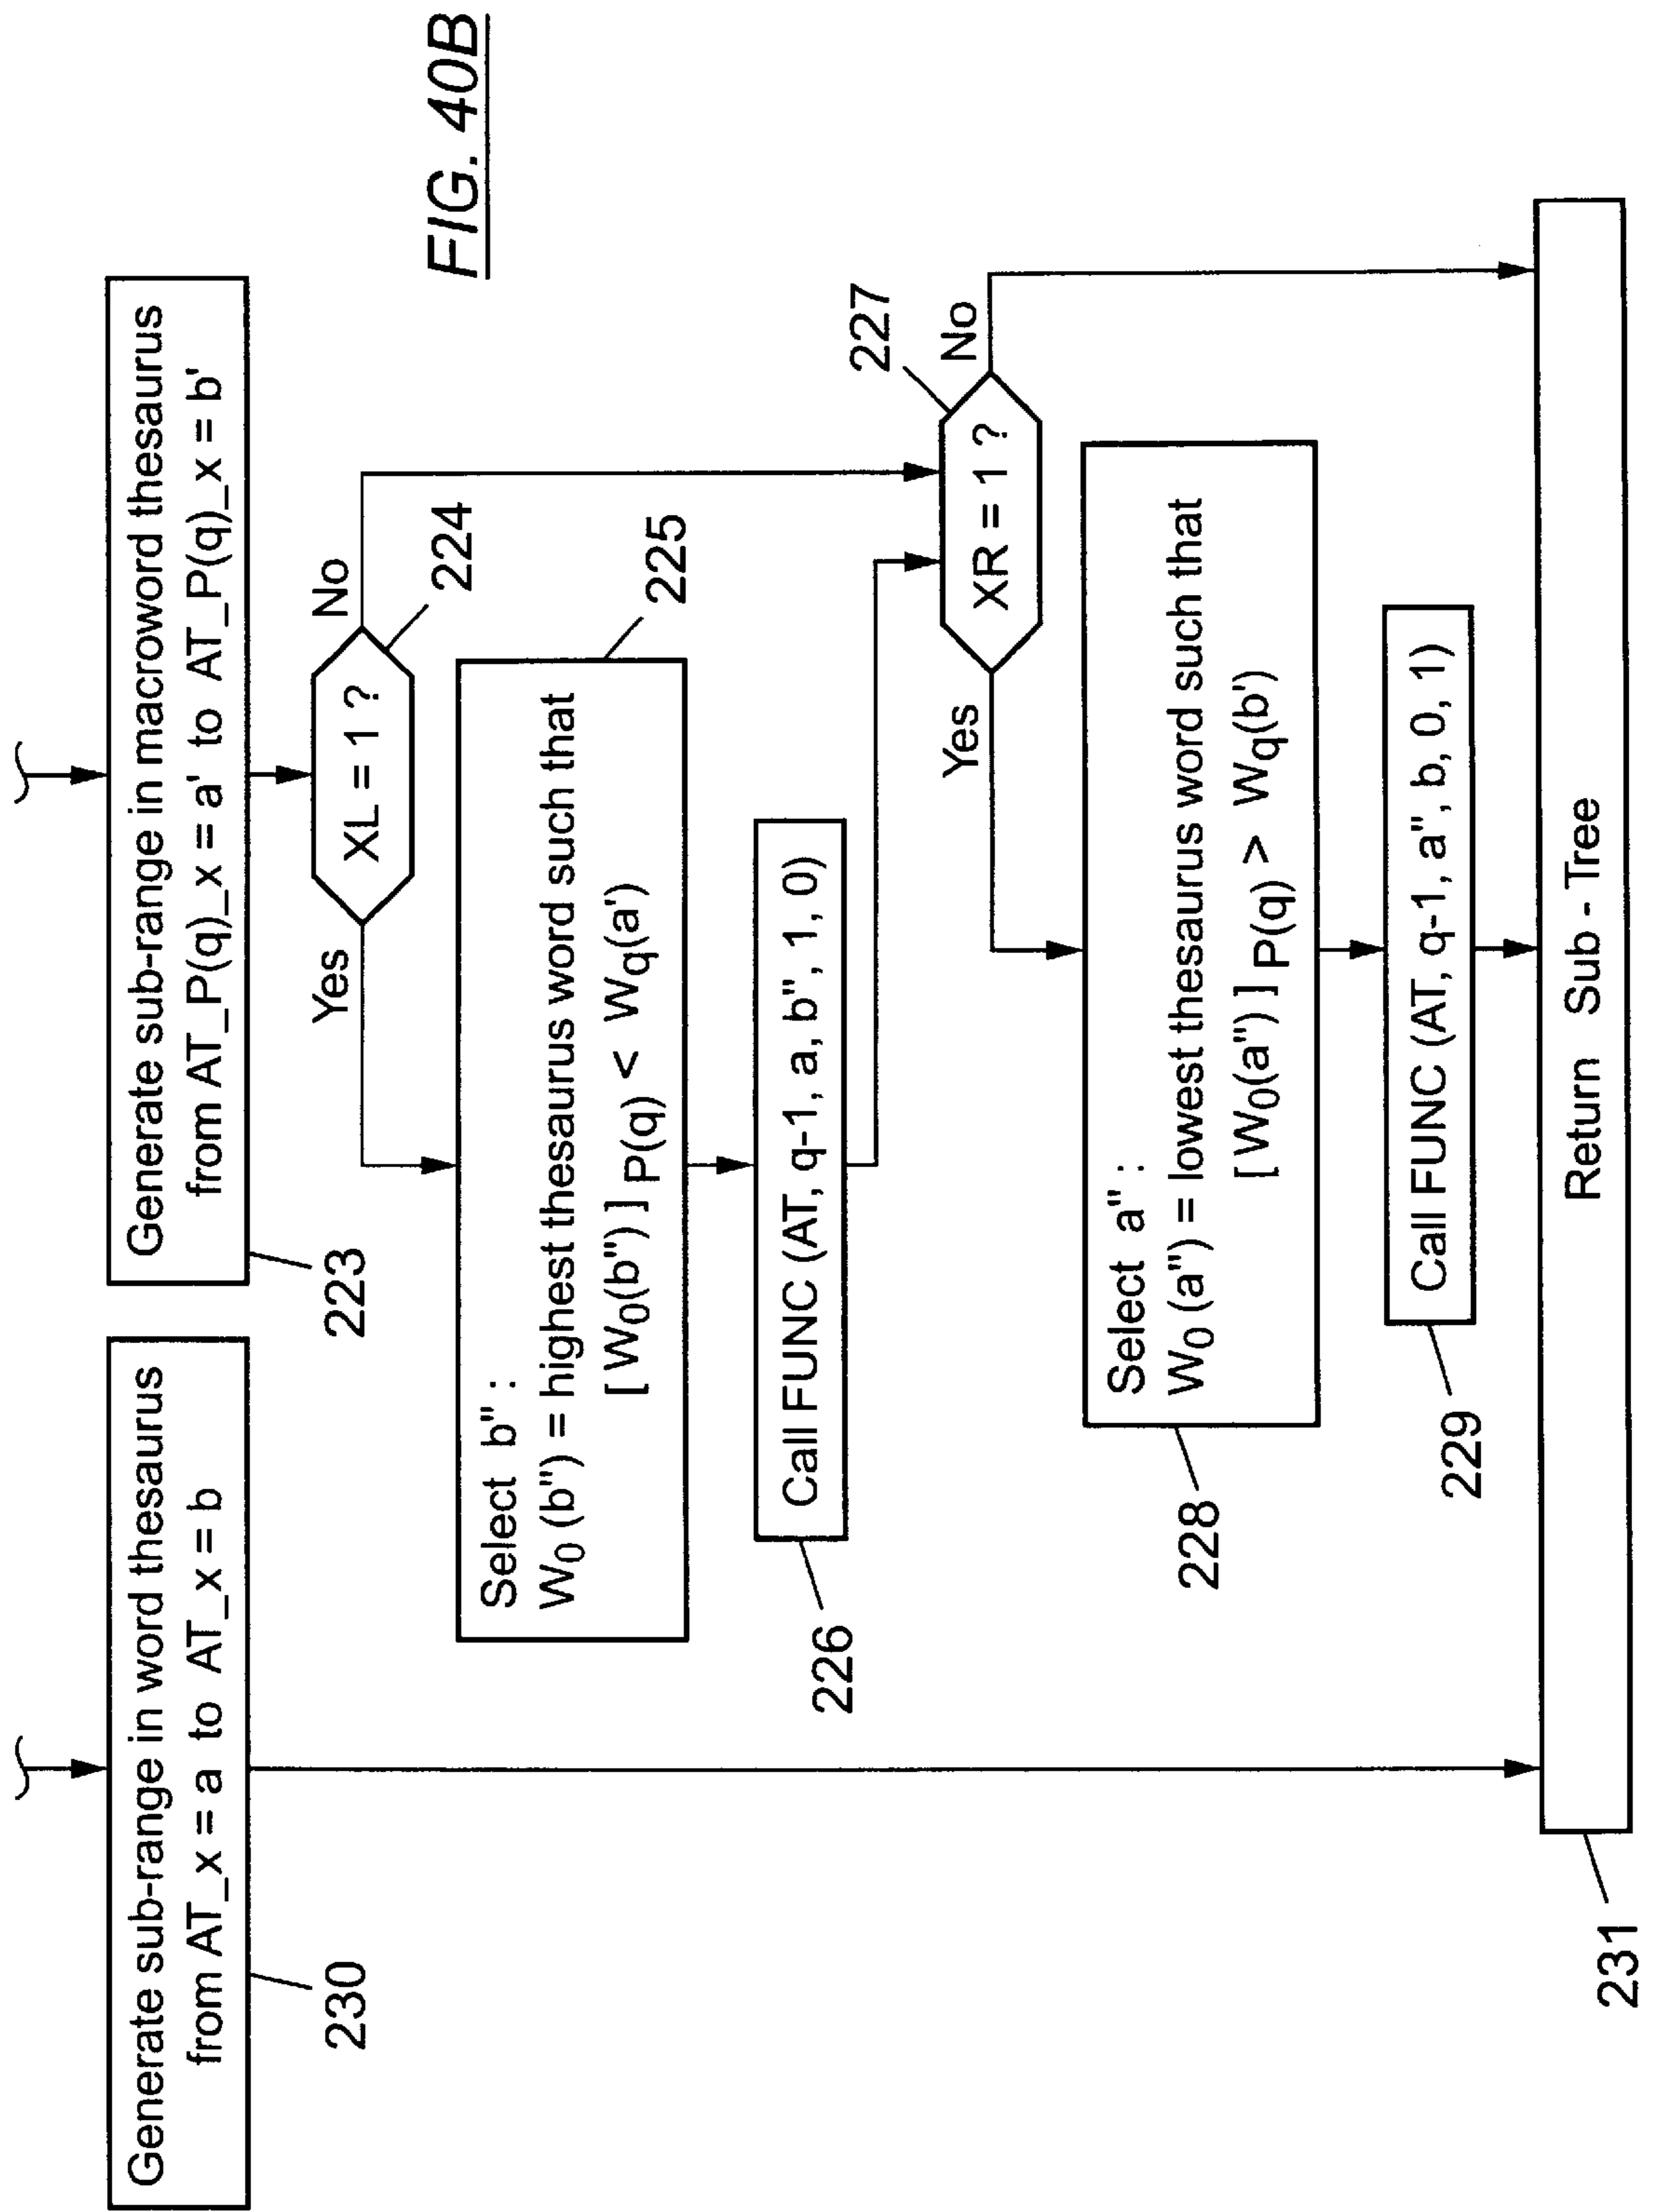 Generate sub-range in word thesaurus
from AT_x = a to AT_x = b
230
Generate sub-range in macroword thesaurus
from AT_P(q)_x = a' to AT_P(q)_x = b'
223
FIG. 40B
XL = 1 ?
Yes
No
224
Select b" :
W0 (b") = highest thesaurus word such that
[ W0(b") ] P(q) < Wq(a')
225
Call FUNC (AT, q-1, a, b", 1, 0)
226
XR = 1 ?
Yes
No
227
Select a" :
W0 (a") = lowest thesaurus word such that
[ W0(a") ] P(q) > Wq(b')
228
Call FUNC (AT, q-1, a", b, 0, 1)
229
Return Sub - Tree
231